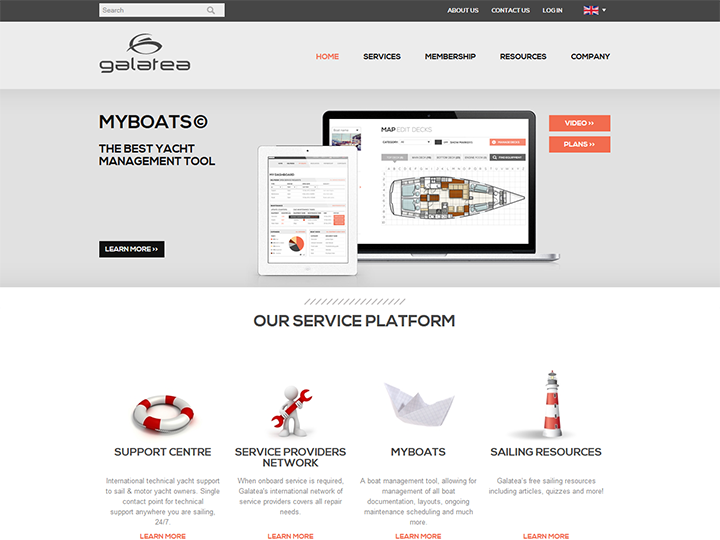 Search
ABOUT US
CONTACT US
LOG IN
galatea
HOME
SERVICES
MEMBERSHIP
RESOURCES
COMPANY
MYBOATS©
THE BEST YACHT
MANAGEMENT TOOL
LEARN MORE >>
MAP EDIT DECKS
CATEGORY:
MY DASHBOARD
VIDEO >>
PLANS >>
OUR SERVICE PLATFORM
SUPPORT CENTRE
International technical yacht support
to sail & motor yacht owners. Single
contact point for technical
support anywhere you are sailing,
24/7.
LEARN MORE
SERVICE PROVIDERS
NETWORK
When onboard service is required,
Galatea's international network of
service providers covers all repair
needs.
LEARN MORE
MYBOATS
A boat management tool, allowing for
management of all boat
documentation, layouts, ongoing
maintenance scheduling and much
more.
LEARN MORE
SAILING RESOURCES
Galatea's free sailing resources
including articles, quizzes and more!
LEARN MORE